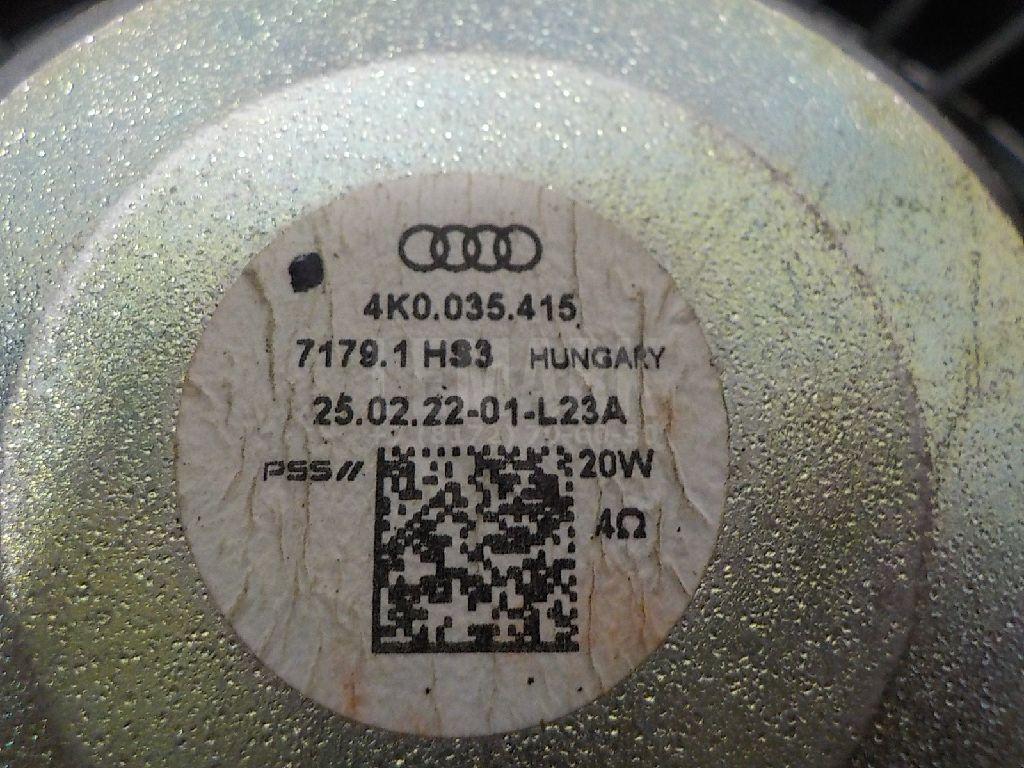 4K0.035.415
7179.1 HS3 HUNGARY
25.02.22-01-L23A
PSS// 20W
4Ω